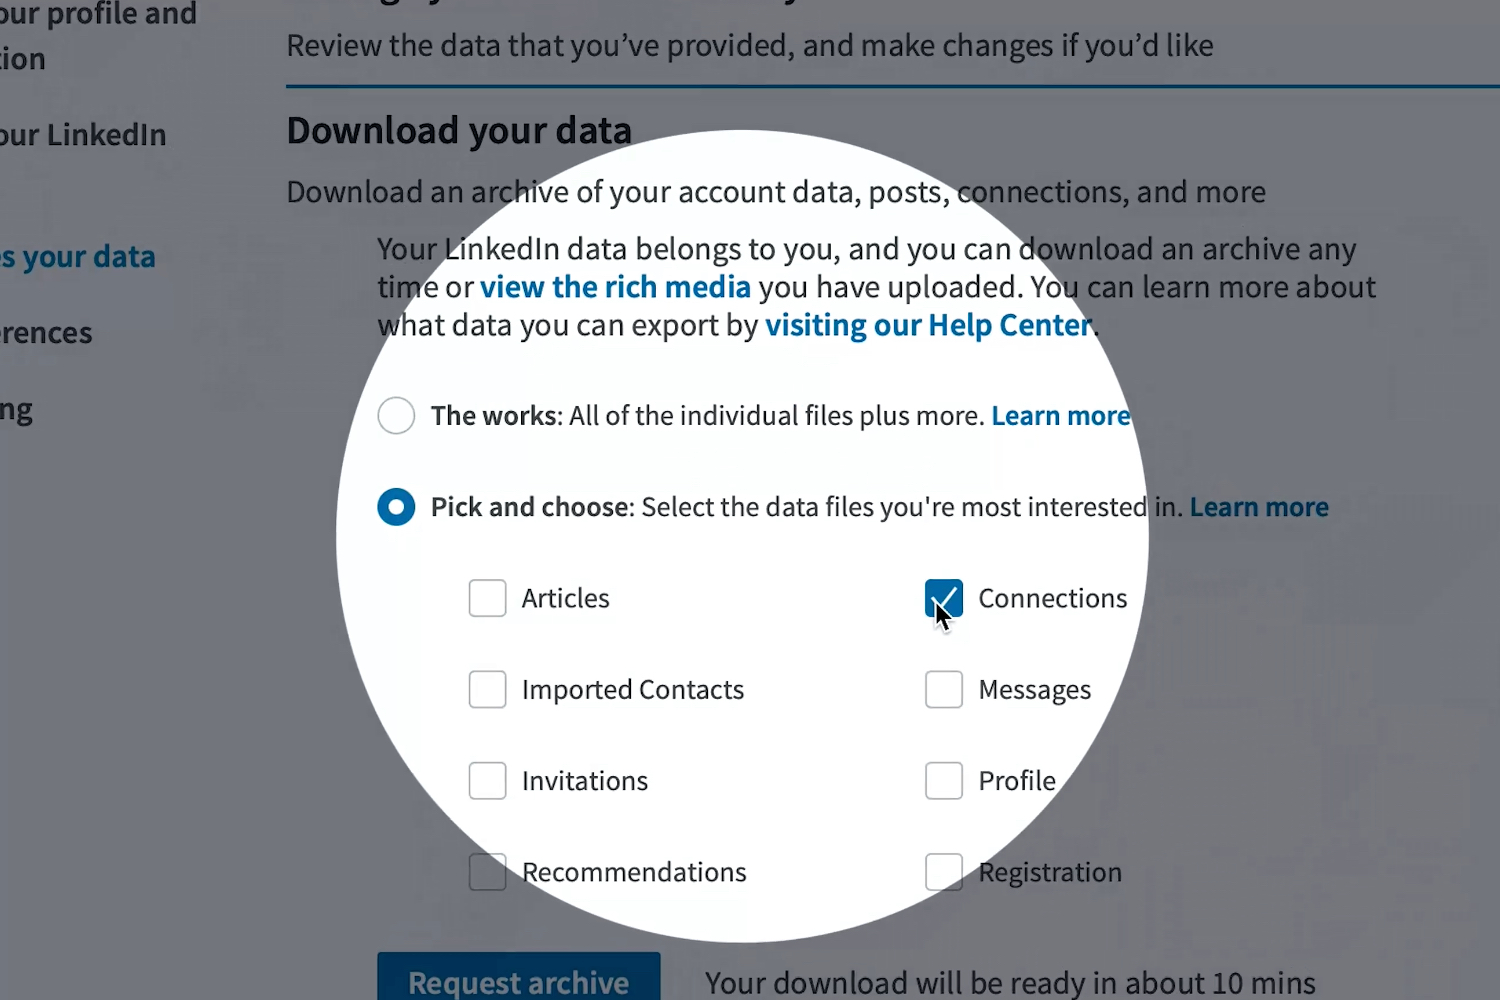 our profile and
Review the data that you’ve provided, and make changes if you’d like
tion
our LinkedIn
Download your data
Download an archive of your account data, posts, connections, and more
s your data
Your LinkedIn data belongs to you, and you can download an archive any
time or view the rich media you have uploaded. You can learn more about
what data you can export by visiting our Help Center.
rences
ng
The works: All of the individual files plus more. Learn more
Pick and choose: Select the data files you're most interested in. Learn more
Articles
Connections
Imported Contacts
Messages
Invitations
Profile
Recommendations
Registration
Request archive
Your download will be ready in about 10 mins